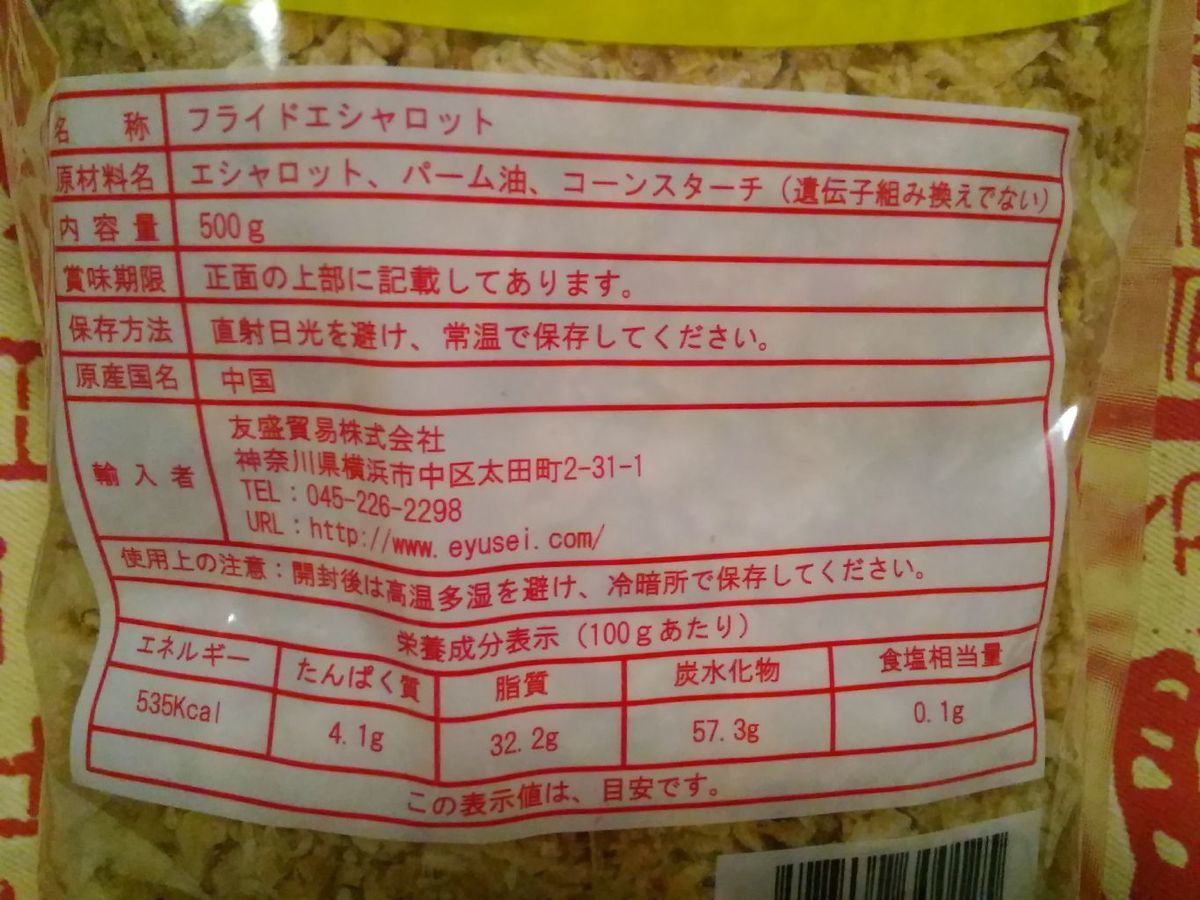 名 称 フライドエシャロット
原材料名 エシャロット、パーム油、コーンスターチ（遺伝子組み換えでない）
内容量 500g
賞味期限 正面の上部に記載してあります。
保存方法 直射日光を避け、常温で保存してください。
原産国名 中国
輸入者 友盛貿易株式会社
神奈川県横浜市中区太田町2-31-1
TEL：045-226-2298
URL：http://www.eyusei.com/
使用上の注意：開封後は高温多湿を避け、冷暗所で保存してください。
栄養成分表示（100gあたり）
エネルギー たんぱく質 脂質 炭水化物 食塩相当量
535Kcal 4.1g 32.2g 57.3g 0.1g
この表示値は、目安です。